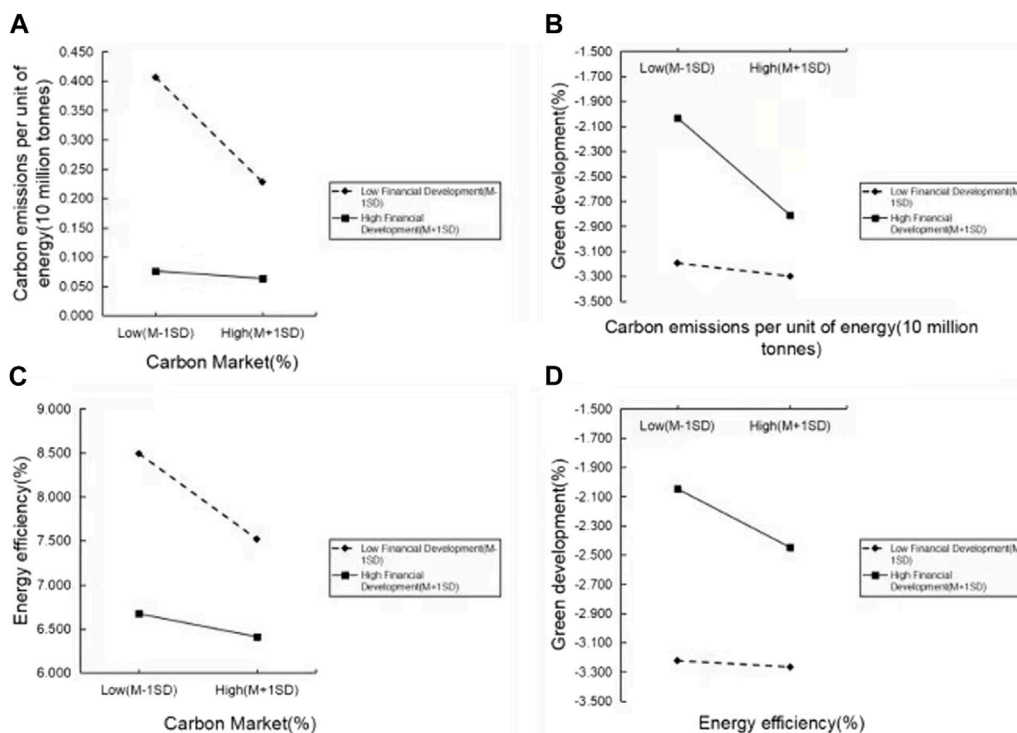 A
Carbon emissions per unit of
energy(10 million tonnes)
0.450
0.400
0.350
0.300
0.250
0.200
0.150
0.100
0.050
0.000
Low(M-1SD)
High(M+1SD)
Carbon Market(%)
Low Financial Development(M-
1SD)
High Financial
Development(M+1SD)
B
Green development(%)
-1.500
-1.700
-1.900
-2.100
-2.300
-2.500
-2.700
-2.900
-3.100
-3.300
-3.500
Low(M-1SD)
High(M+1SD)
Low Financial Development(M-
1SD)
High Financial
Development(M+1SD)
Carbon emissions per unit of energy(10 million
tonnes)
C
Energy efficiency(%)
9.000
8.500
8.000
7.500
7.000
6.500
6.000
Low(M-1SD)
High(M+1SD)
Carbon Market(%)
Low Financial Development(M-
1SD)
High Financial
Development(M+1SD)
D
Green development(%)
-1.500
-1.700
-1.900
-2.100
-2.300
-2.500
-2.700
-2.900
-3.100
-3.300
-3.500
Low(M-1SD)
High(M+1SD)
Low Financial Development(M-
1SD)
High Financial
Development(M+1SD)
Energy efficiency(%)